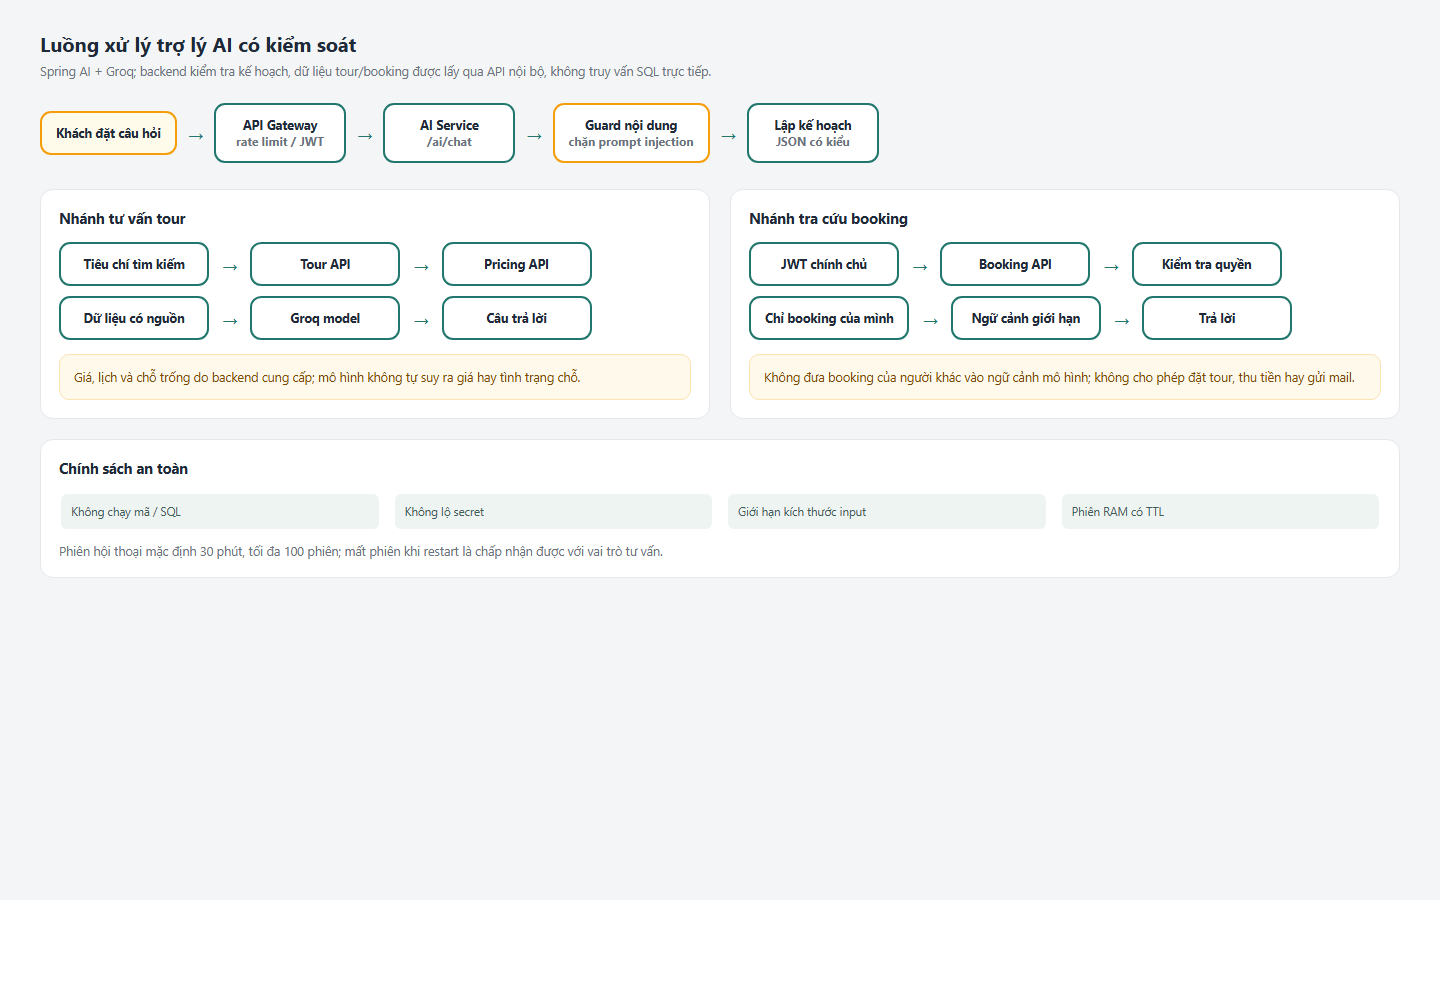 Luồng xử lý trợ lý AI có kiểm soát
Spring AI + Groq; backend kiểm tra kế hoạch, dữ liệu tour/booking được lấy qua API nội bộ, không truy vấn SQL trực tiếp.
Khách đặt câu hỏi
→
API Gateway
rate limit / JWT
→
AI Service
/ai/chat
→
Guard nội dung
chặn prompt injection
→
Lập kế hoạch
JSON có kiểu
Nhánh tư vấn tour
Tiêu chí tìm kiếm → Tour API → Pricing API
Dữ liệu có nguồn → Groq model → Câu trả lời
Giá, lịch và chỗ trống do backend cung cấp; mô hình không tự suy ra giá hay tình trạng chỗ.
Nhánh tra cứu booking
JWT chính chủ → Booking API → Kiểm tra quyền
Chỉ booking của mình → Ngữ cảnh giới hạn → Trả lời
Không đưa booking của người khác vào ngữ cảnh mô hình; không cho phép đặt tour, thu tiền hay gửi mail.
Chính sách an toàn
Không chạy mã / SQL
Không lộ secret
Giới hạn kích thước input
Phiên RAM có TTL
Phiên hội thoại mặc định 30 phút, tối đa 100 phiên; mất phiên khi restart là chấp nhận được với vai trò tư vấn.